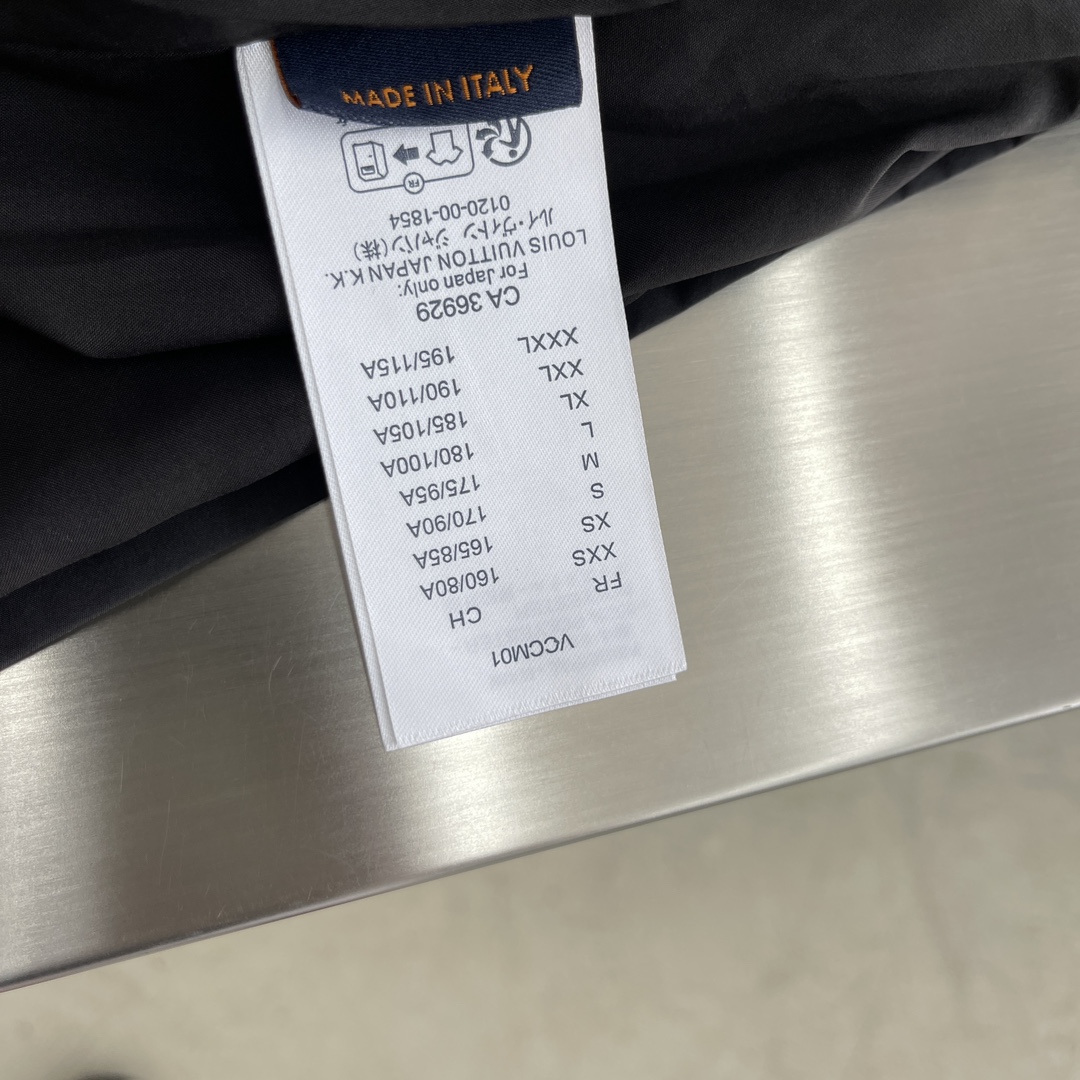 MADE IN ITALY
VCCM01
FR CH
XXS 160/80A
XS 165/85A
S 170/90A
M 175/95A
L 180/100A
XL 185/105A
XXL 190/110A
XXXL 195/115A
CA 36929
For Japan only:
LOUIS VUITTON JAPAN K.K.
ルイ・ヴィトン ジャパン(株)
0120-00-1854
FR